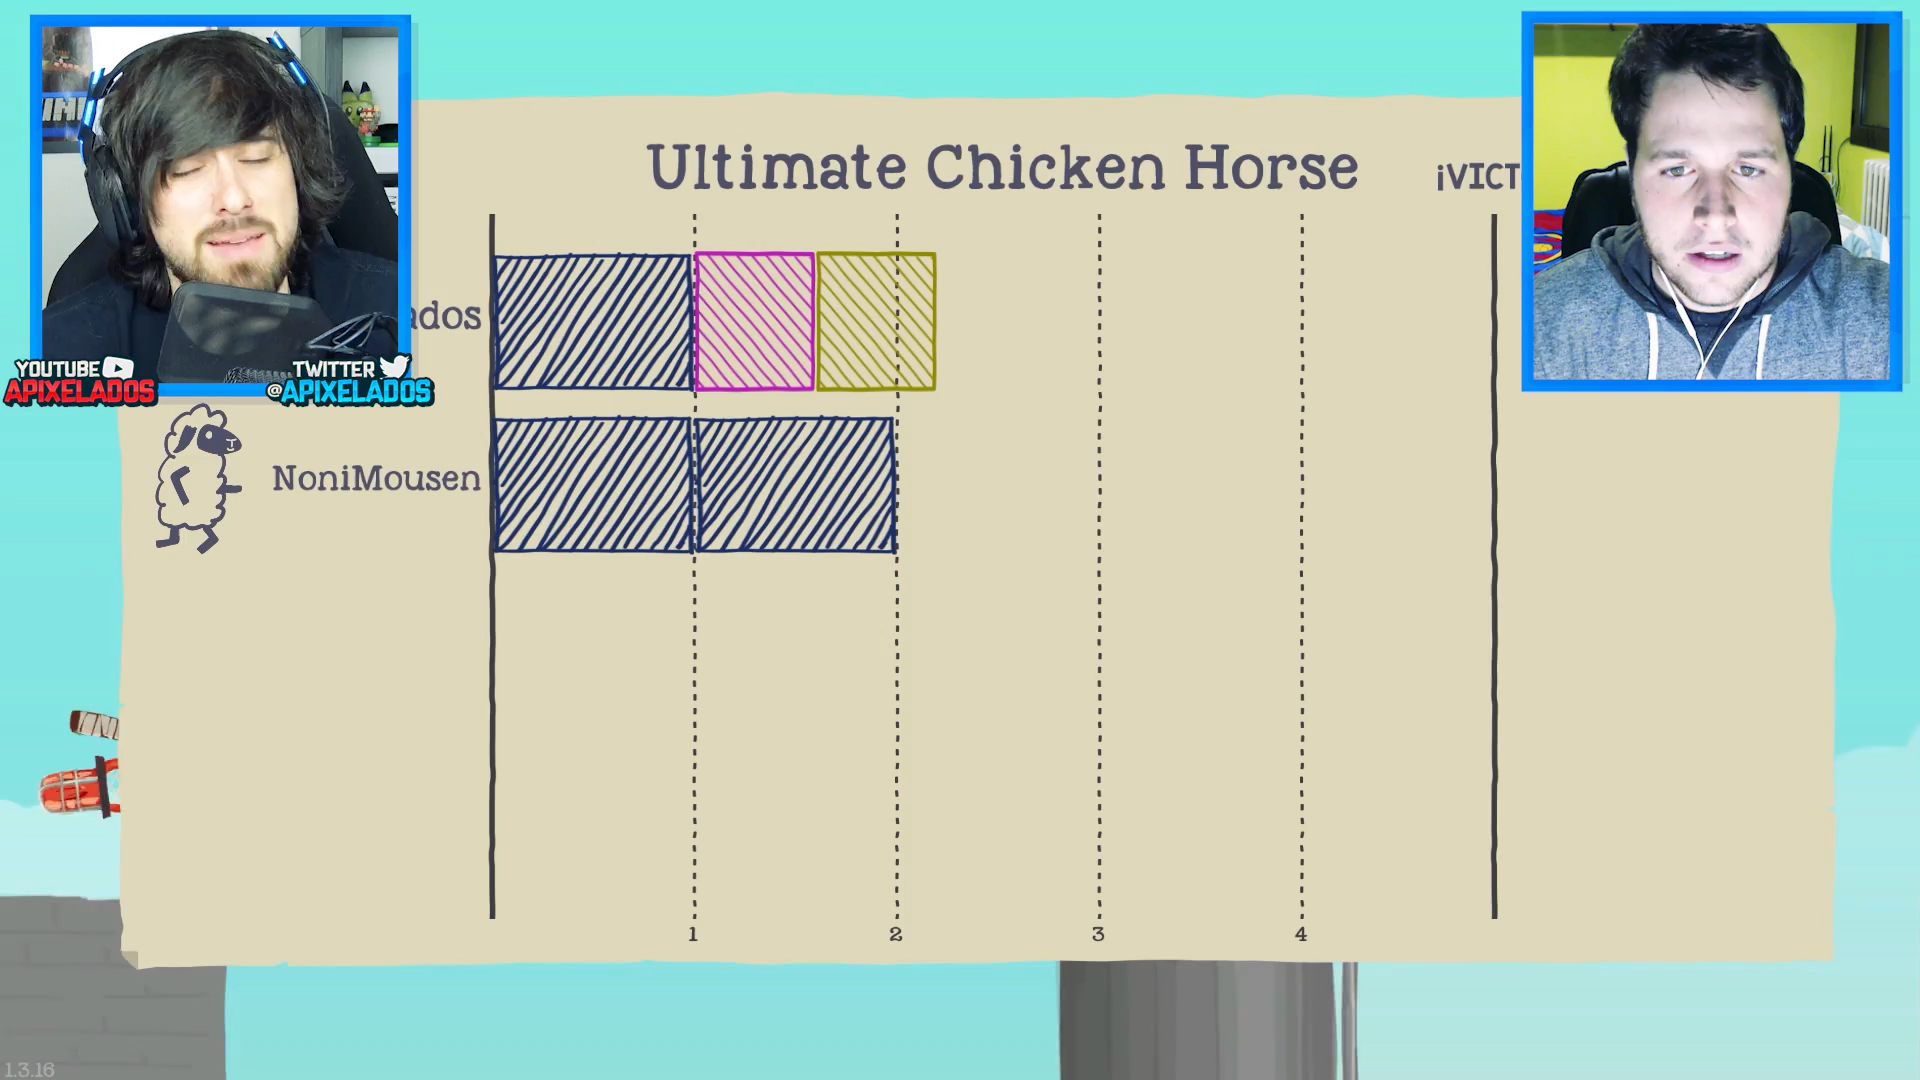 Ultimate Chicken Horse
¡VICT
ados
YOUTUBE
APIXELADOS
TWITTER
@APIXELADOS
NoniMousen
1 2 3 4
1.3.16